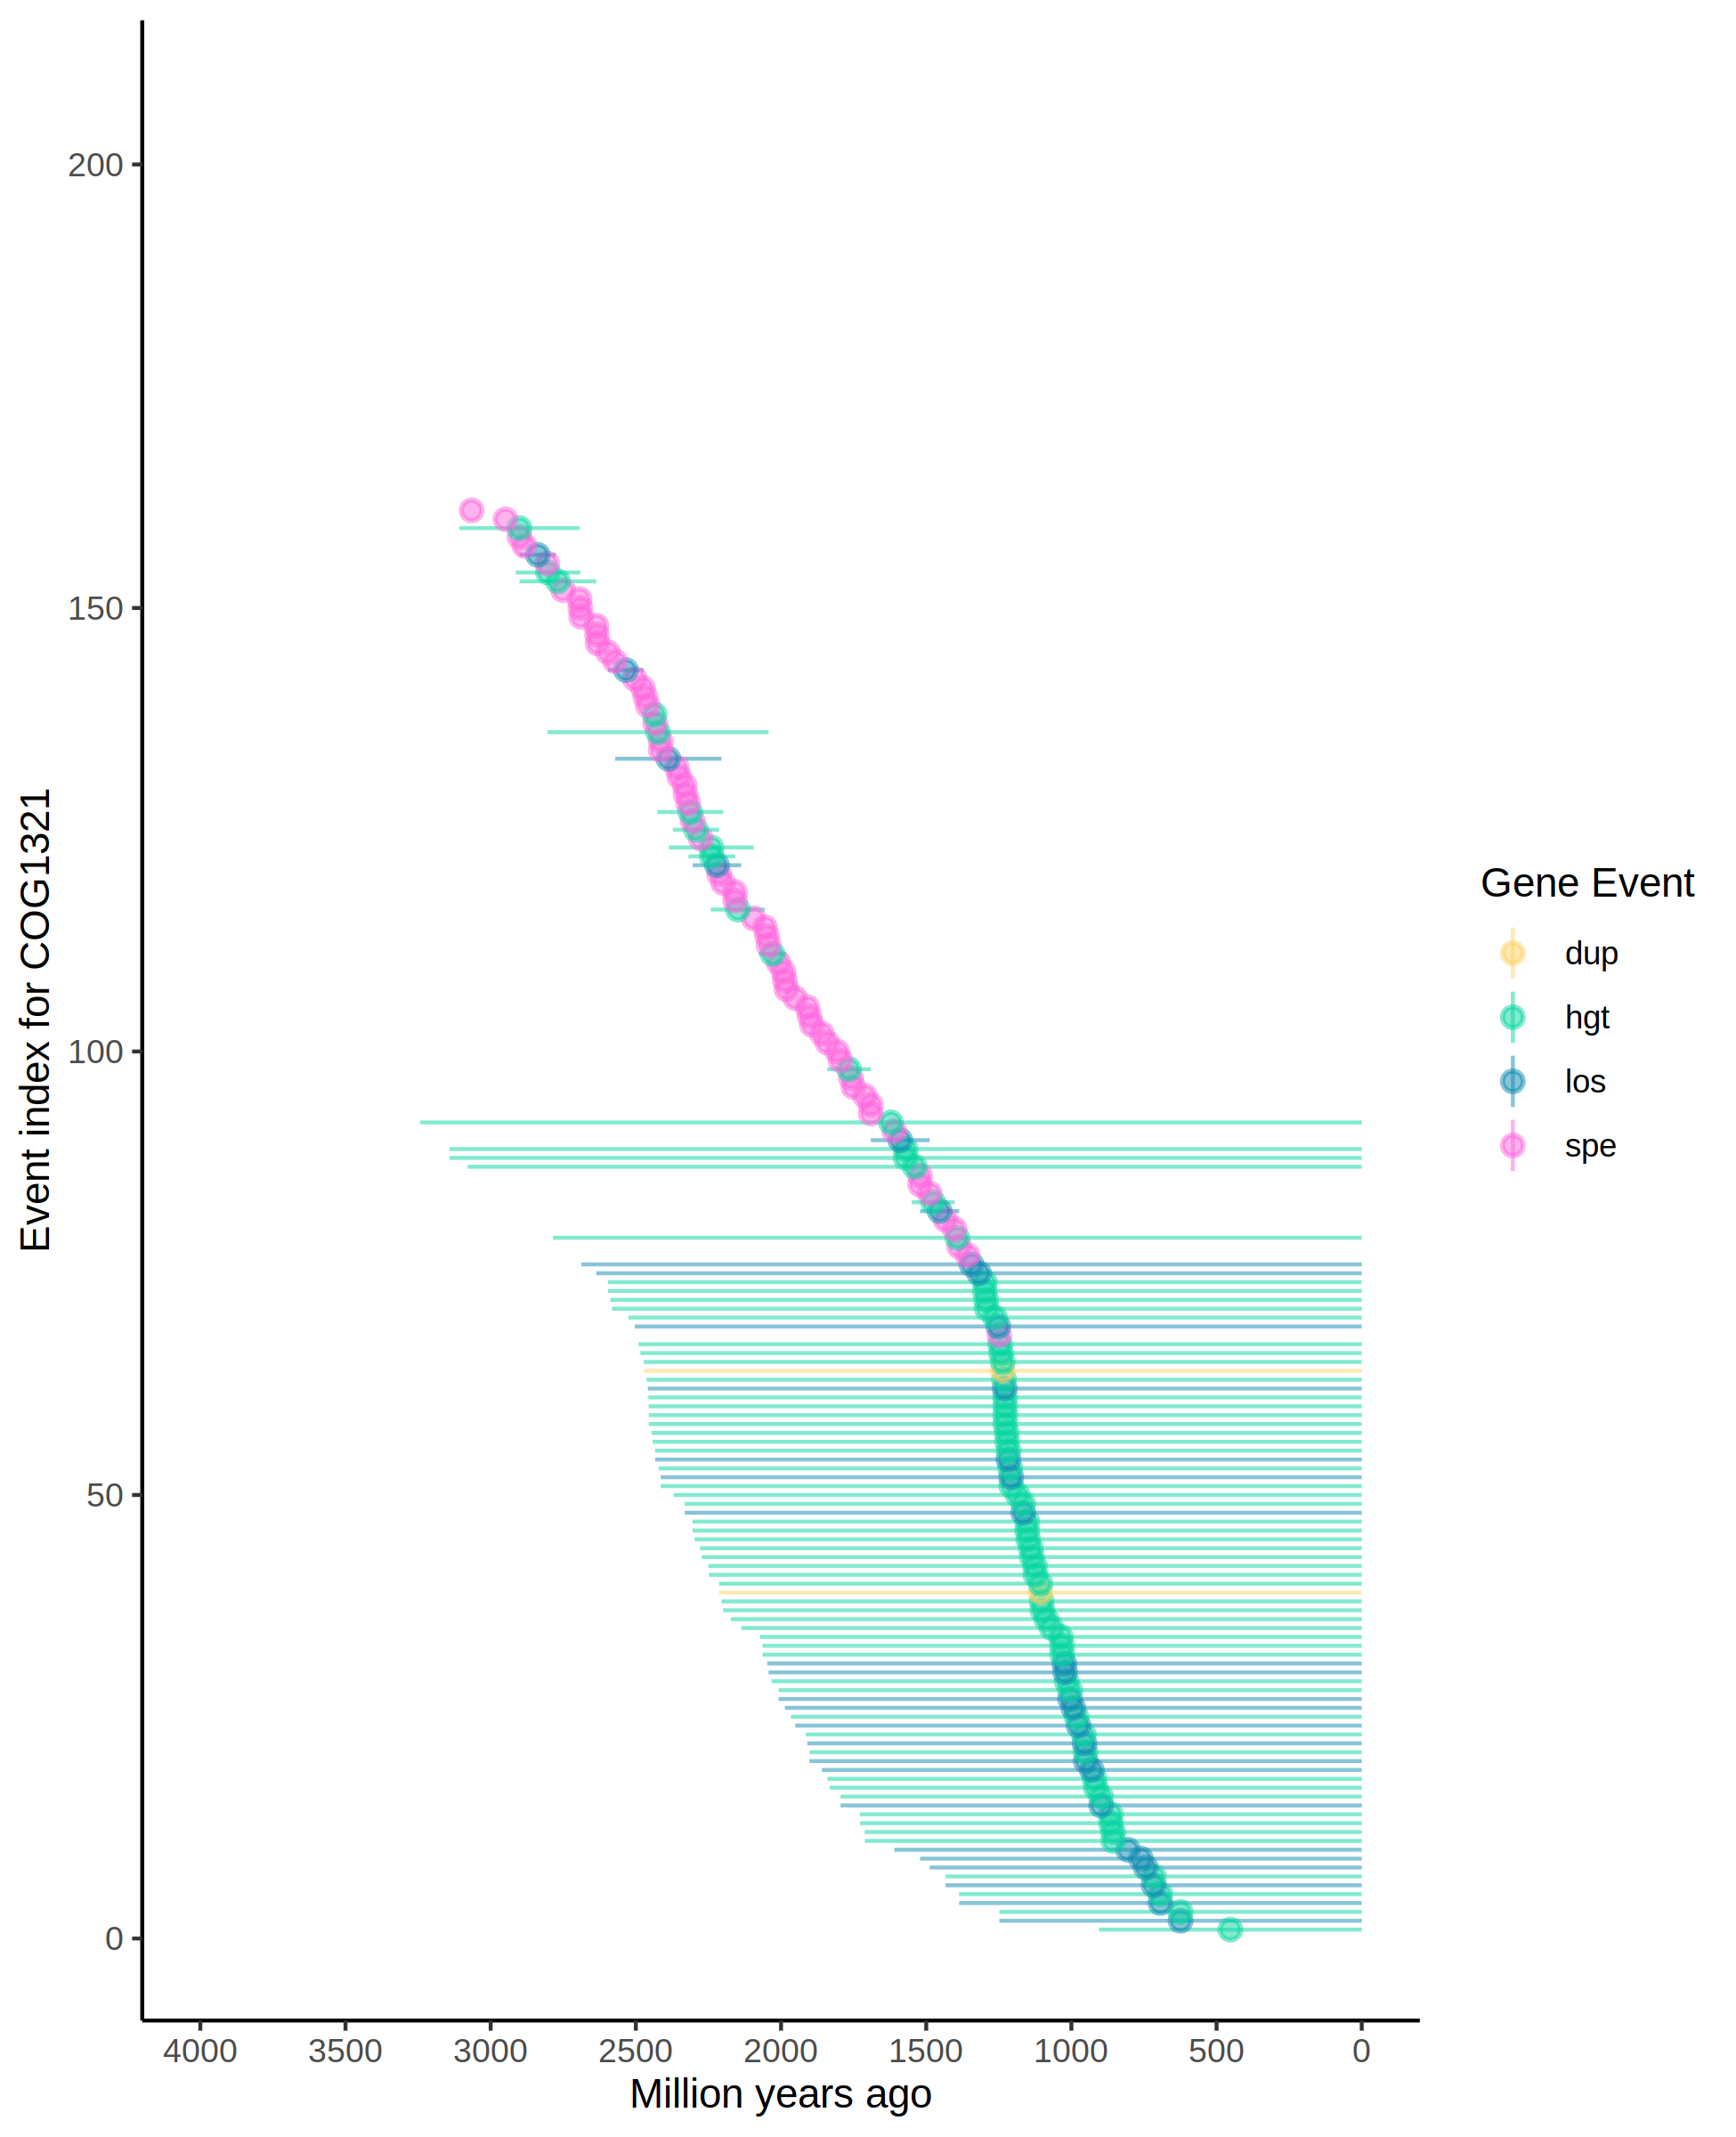 Event index for COG1321
200
150
100
50
0
4000 3500 3000 2500 2000 1500 1000 500 0
Million years ago
Gene Event
dup
hgt
los
spe